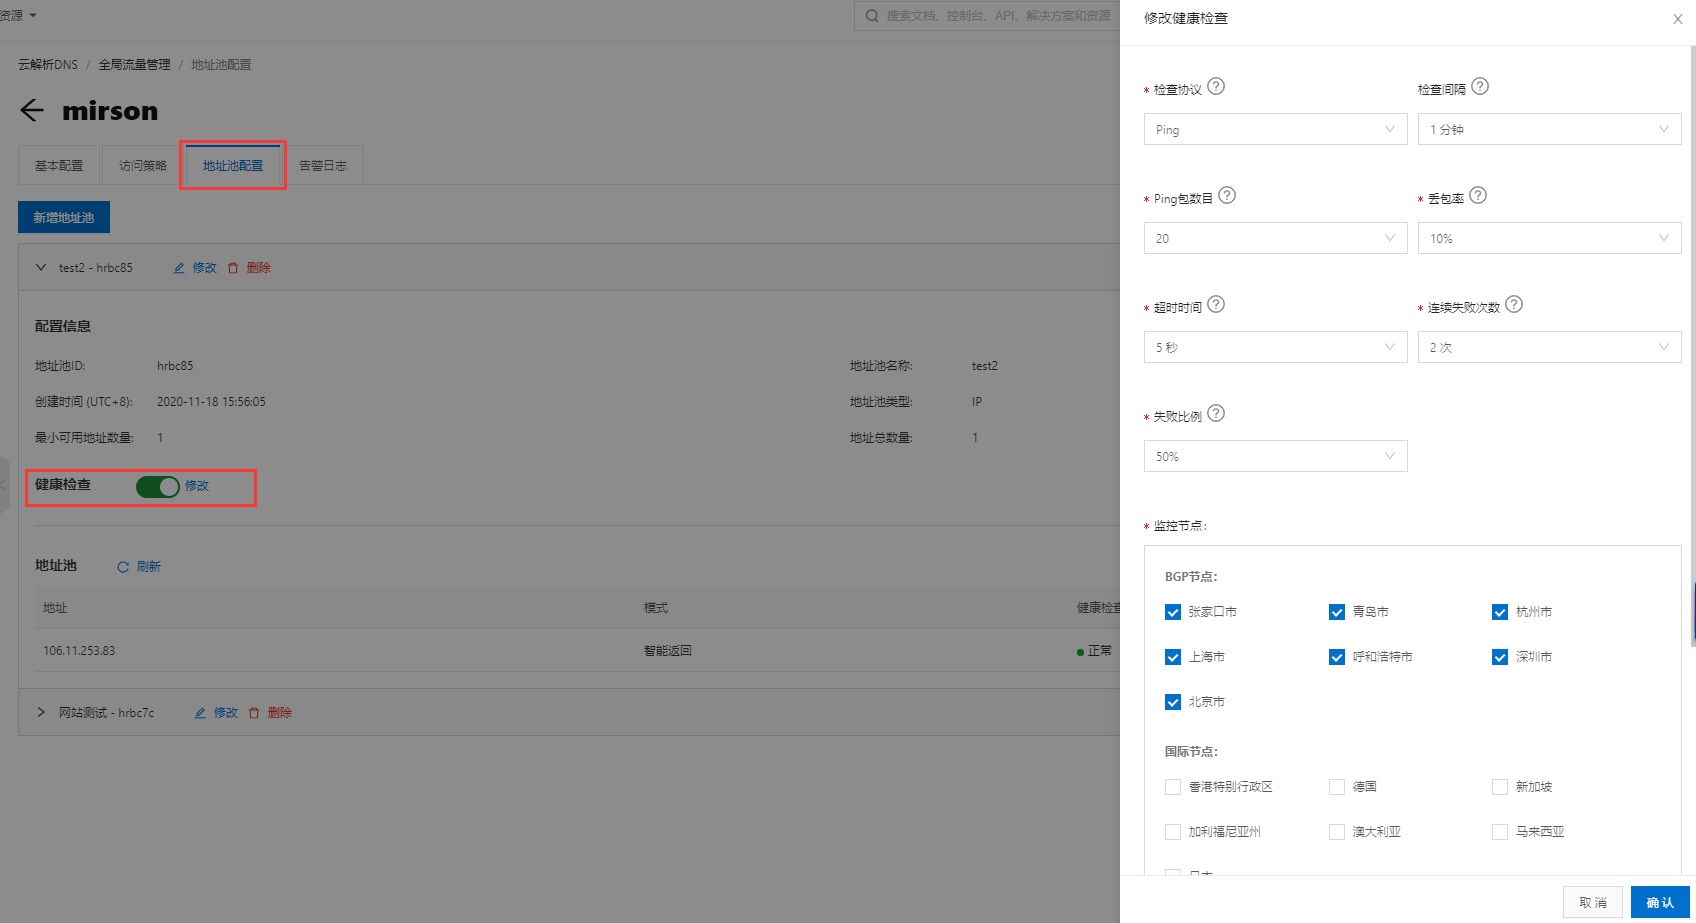 资源
搜索文档、控制台、API、解决方案和资源
云解析DNS / 全局流量管理 / 地址池配置
mirson
基本配置
访问策略
地址池配置
告警日志
新增地址池
test2 - hrbc85 修改 删除
配置信息
地址池ID: hrbc85
地址池名称: test2
创建时间 (UTC+8): 2020-11-18 15:56:05
地址池类型: IP
最小可用地址数量: 1
地址总数量: 1
健康检查 修改
地址池 刷新
地址 模式 健康检查
106.11.253.83 智能返回 正常
网站测试 - hrbc7c 修改 删除
修改健康检查
* 检查协议
检查间隔
Ping
1 分钟
* Ping包数目
* 丢包率
20
10%
* 超时时间
* 连续失败次数
5 秒
2 次
* 失败比例
50%
* 监控节点:
BGP节点:
张家口市 青岛市 杭州市
上海市 呼和浩特市 深圳市
北京市
国际节点:
香港特别行政区 德国 新加坡
加利福尼亚州 澳大利亚 马来西亚
取消 确认